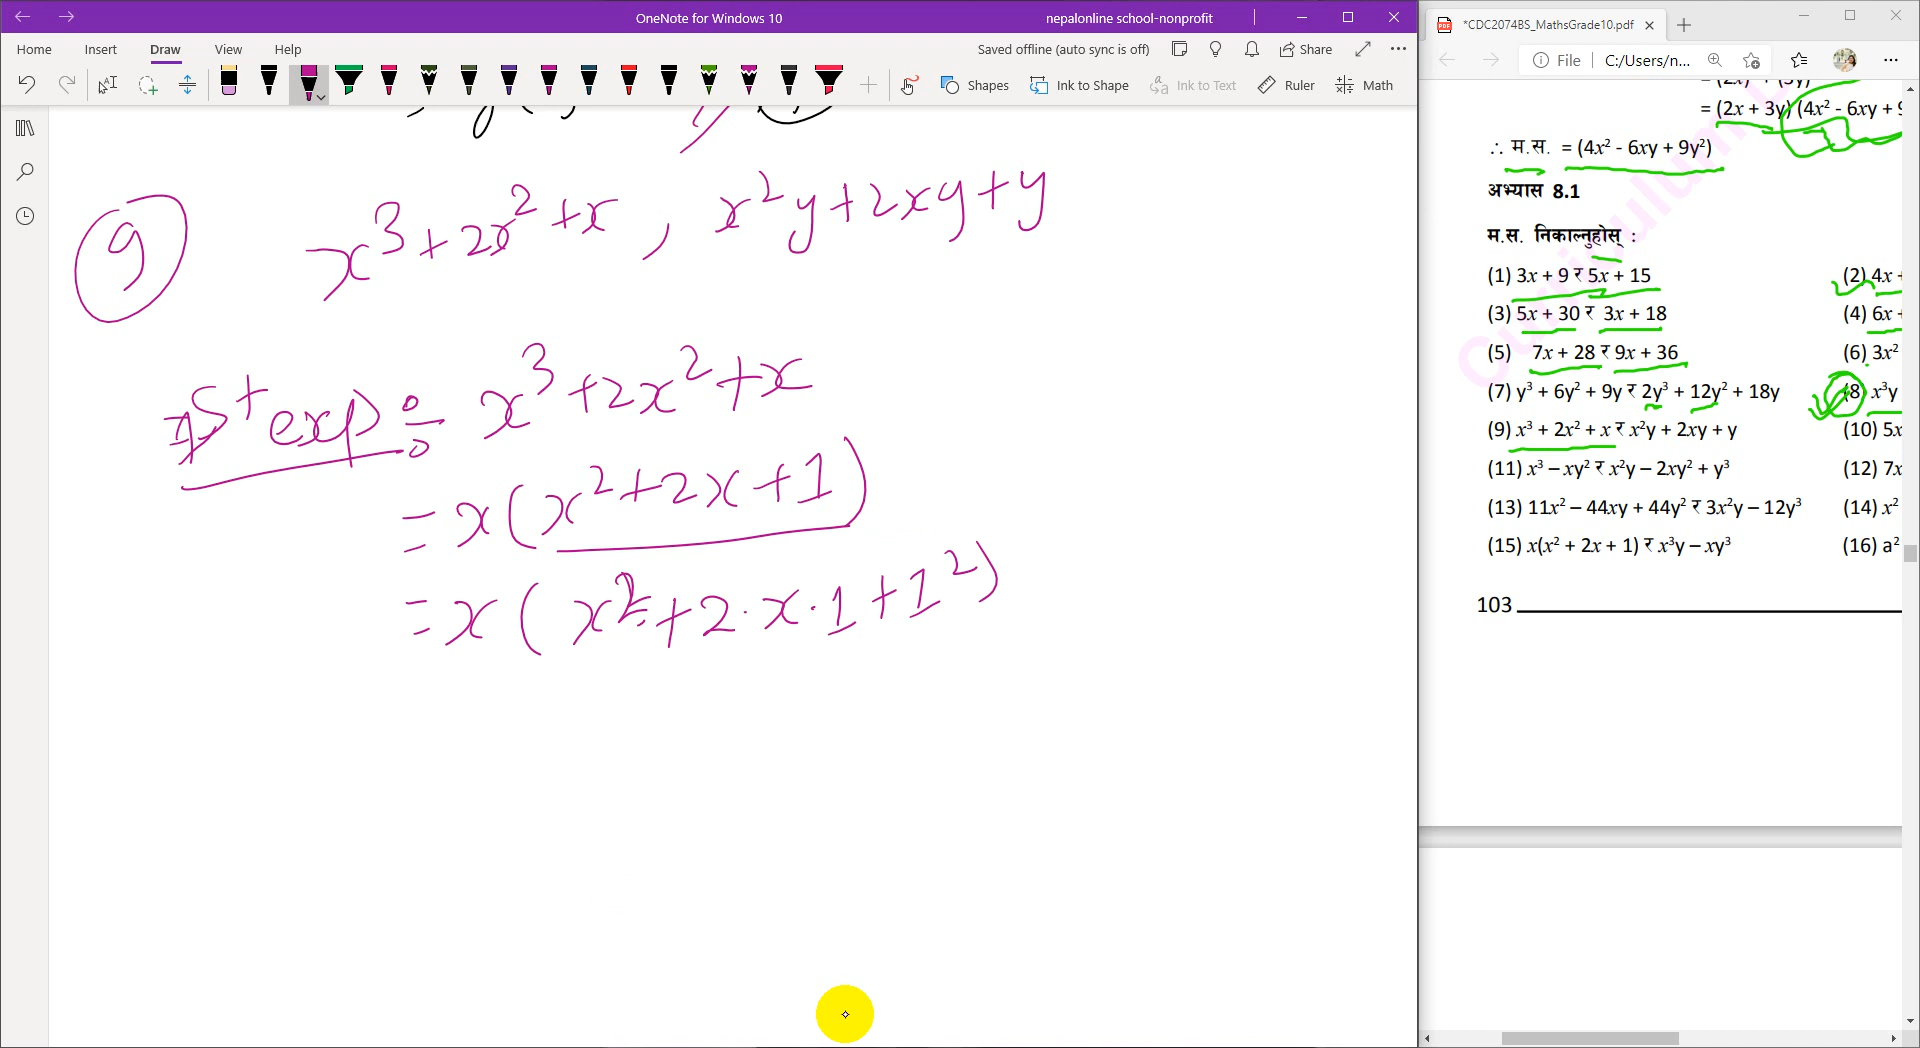 OneNote for Windows 10
nepalonline school-nonprofit
Home Insert Draw View Help
Saved offline (auto sync is off) Share
Shapes Ink to Shape Ink to Text Ruler Math
9
x³+2x²+x , x²y+2xy+y
1st exp: x³+2x²+x
= x(x²+2x+1)
= x(x²+2·x·1+1²)
*CDC2074BS_MathsGrade10.pdf
File C:/Users/n...
= (2x + 3y) (4x² - 6xy + 9
∴ म.स. = (4x² - 6xy + 9y²)
अभ्यास 8.1
म.स. निकाल्नुहोस् :
(1) 3x + 9 र 5x + 15 (2) 4x +
(3) 5x + 30 र 3x + 18 (4) 6x +
(5) 7x + 28 र 9x + 36 (6) 3x²
(7) y³ + 6y² + 9y र 2y³ + 12y² + 18y (8) x³y
(9) x³ + 2x² + x र x²y + 2xy + y (10) 5x
(11) x³ – xy² र x²y – 2xy² + y³ (12) 7x
(13) 11x² – 44xy + 44y² र 3x²y – 12y³ (14) x²
(15) x(x² + 2x + 1) र x³y – xy³ (16) a²
103